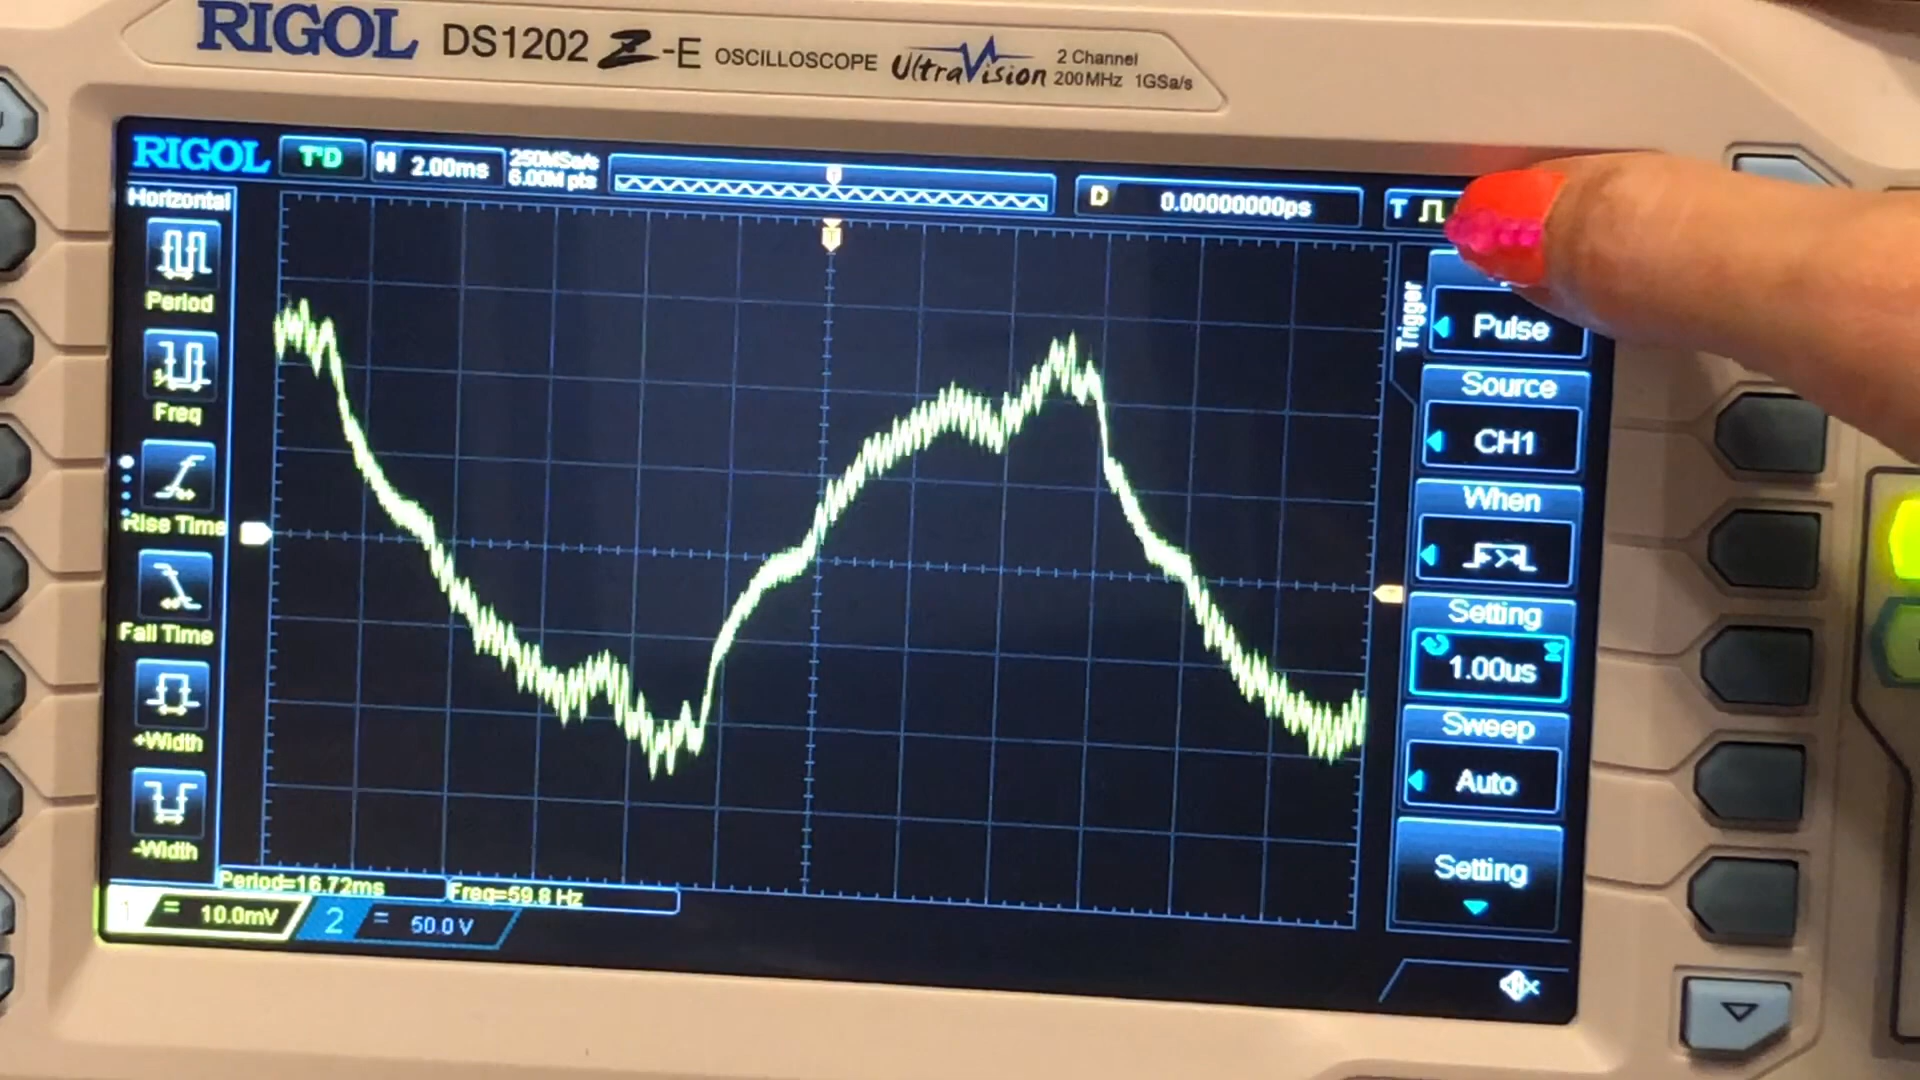 RIGOL DS1202 Z-E OSCILLOSCOPE UltraVision 2 Channel
200MHz 1GSa/s
RIGOL T'D H 2.00ms 250MSa/s
6.00M pts
D 0.00000000ps T
Horizontal
Period
Freq
Rise Time
Fall Time
+Width
-Width
Trigger
Pulse
Source
CH1
When
Setting
1.00us
Sweep
Auto
Setting
Period=16.72ms Freq=59.8 Hz
1 = 10.0mV 2 = 50.0 V